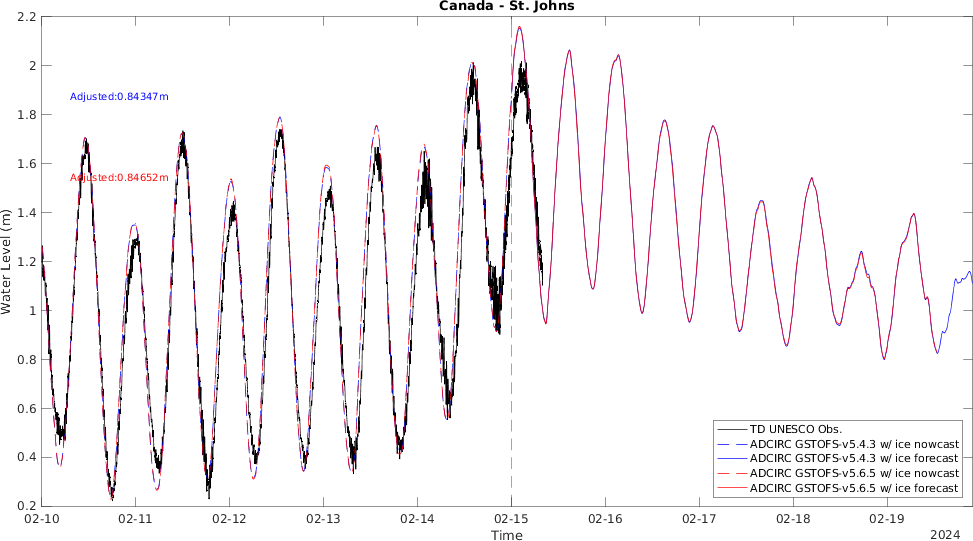 Canada - St. Johns
2.2
2
1.8
1.6
1.4
1.2
1
0.8
0.6
0.4
0.2
Water Level (m)
Adjusted:0.84347m
Adjusted:0.84652m
TD UNESCO Obs.
ADCIRC GSTOFS-v5.4.3 w/ ice nowcast
ADCIRC GSTOFS-v5.4.3 w/ ice forecast
ADCIRC GSTOFS-v5.6.5 w/ ice nowcast
ADCIRC GSTOFS-v5.6.5 w/ ice forecast
02-10 02-11 02-12 02-13 02-14 02-15 02-16 02-17 02-18 02-19
Time
2024